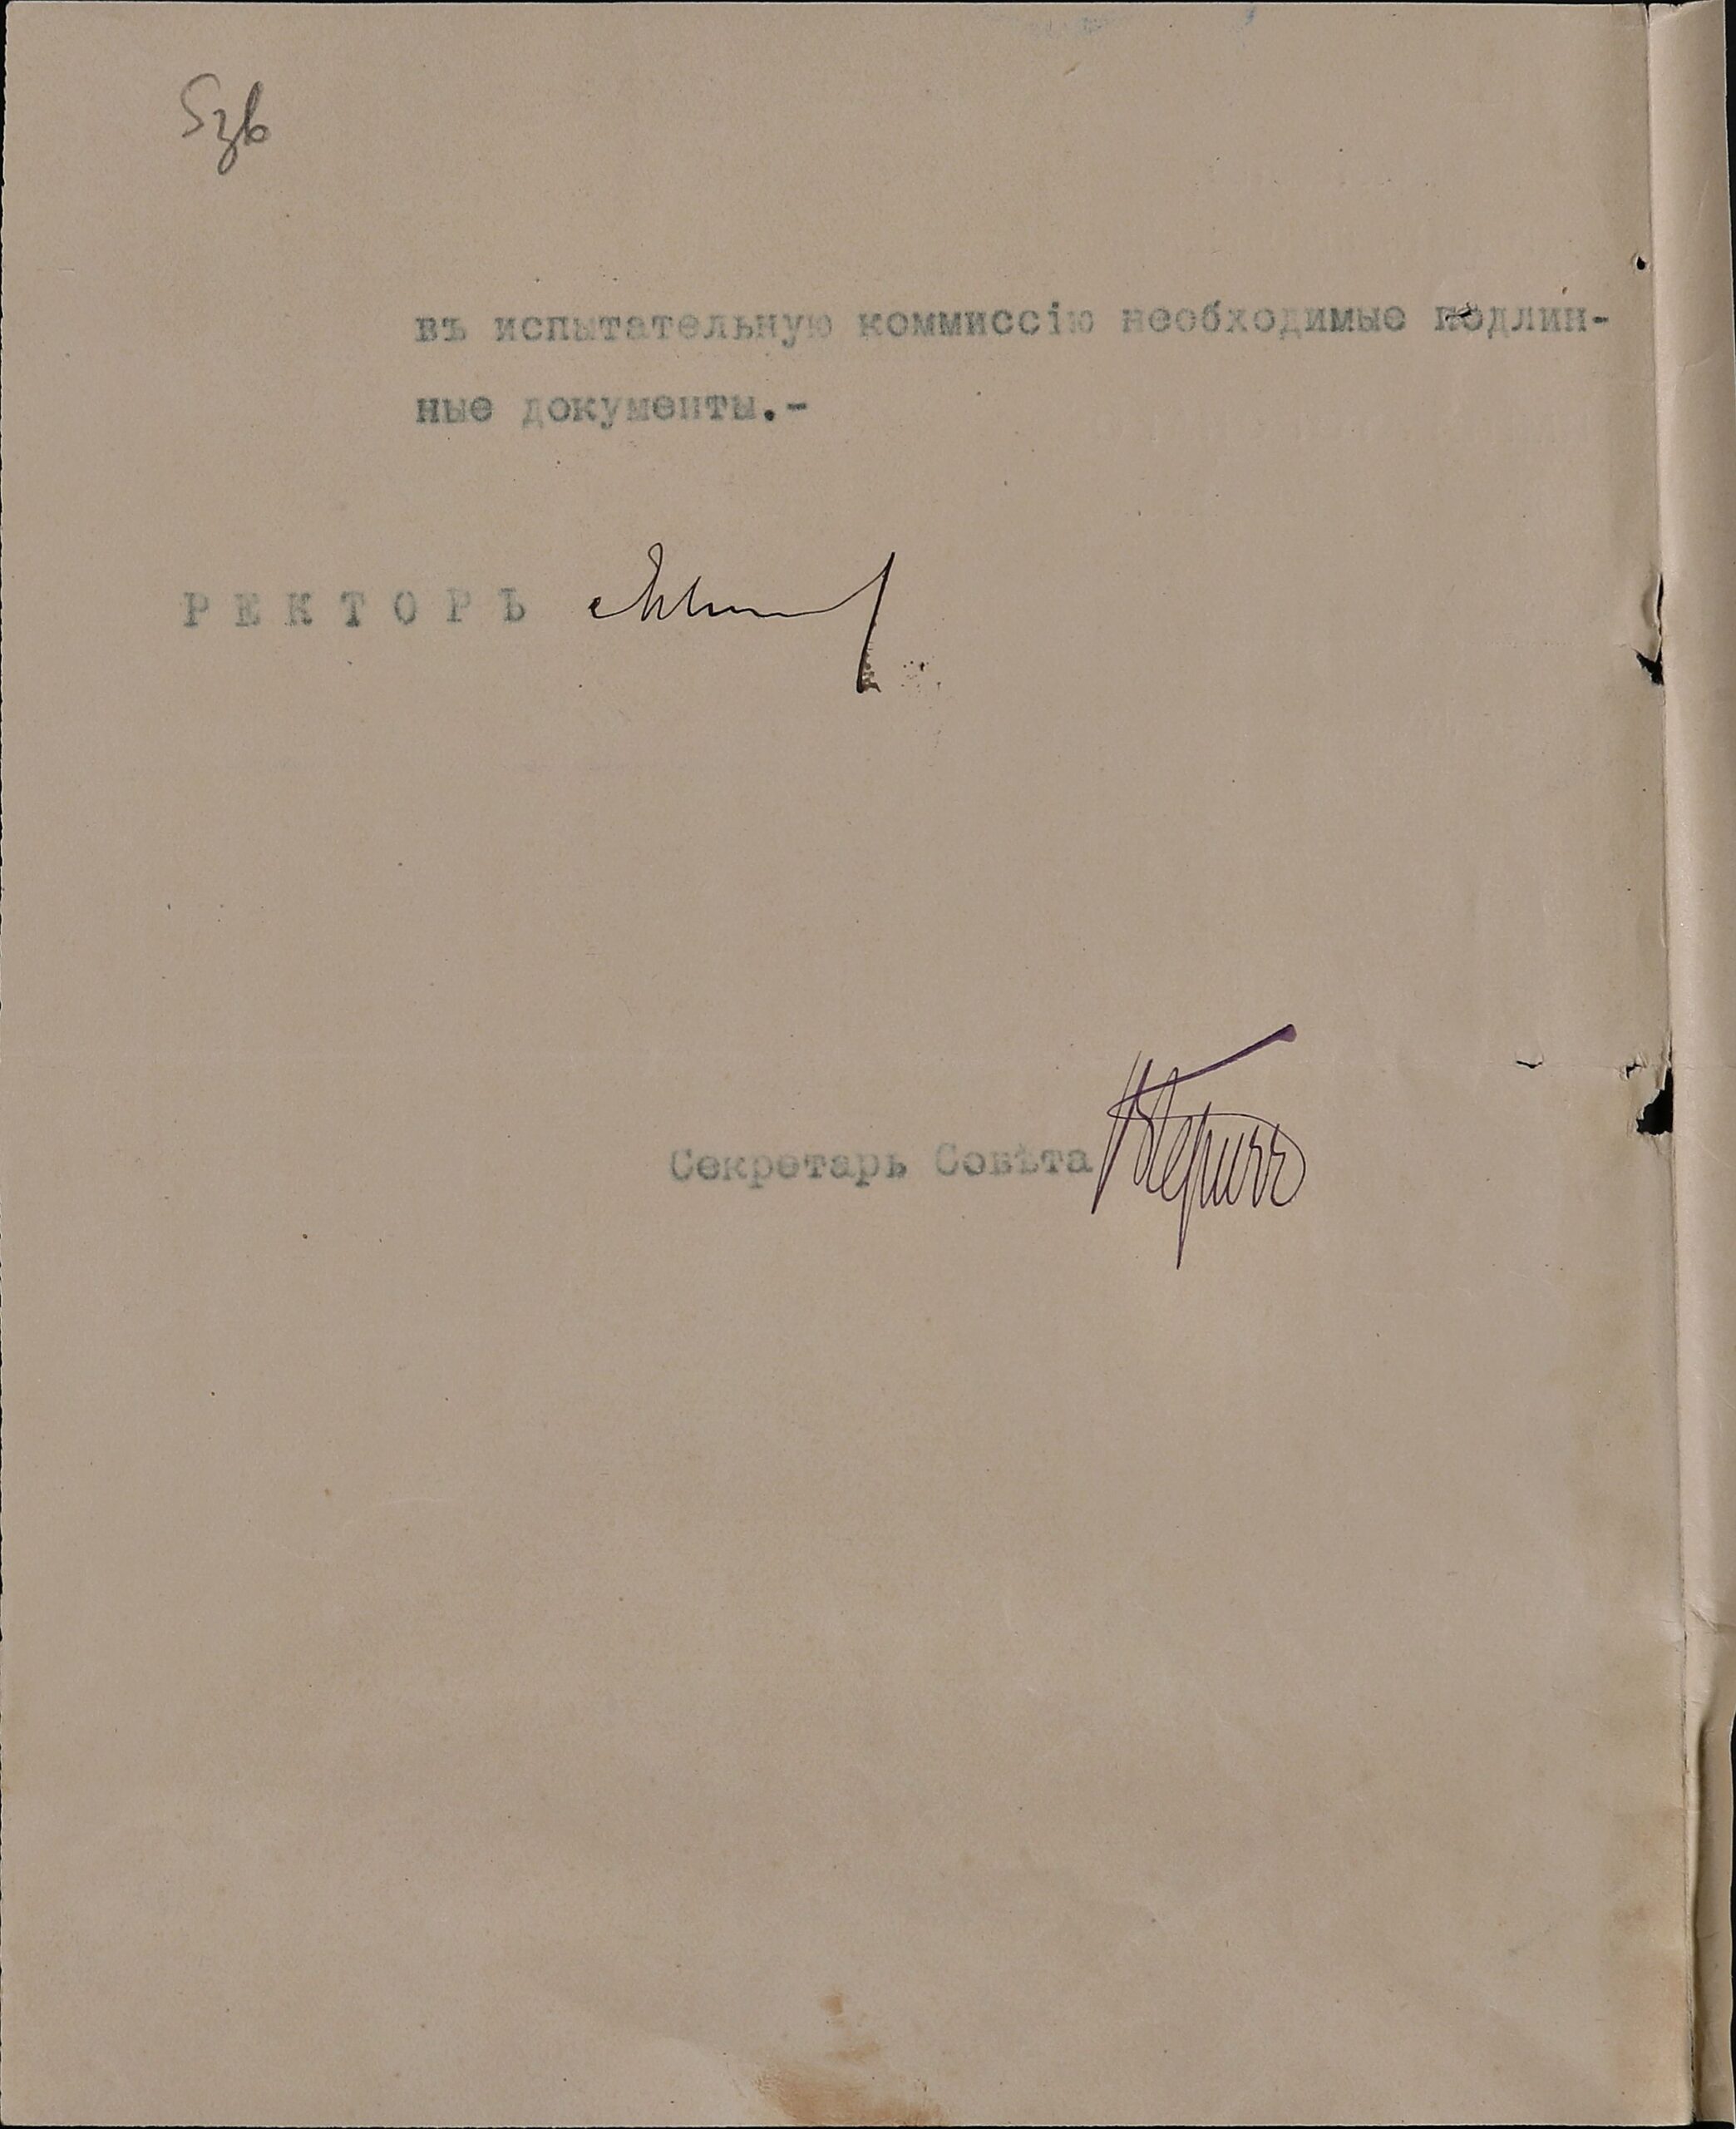 въ испытательную коммиссію необходимые подлин-
ные документы.-
РЕКТОРЪ
Секретарь Совѣта